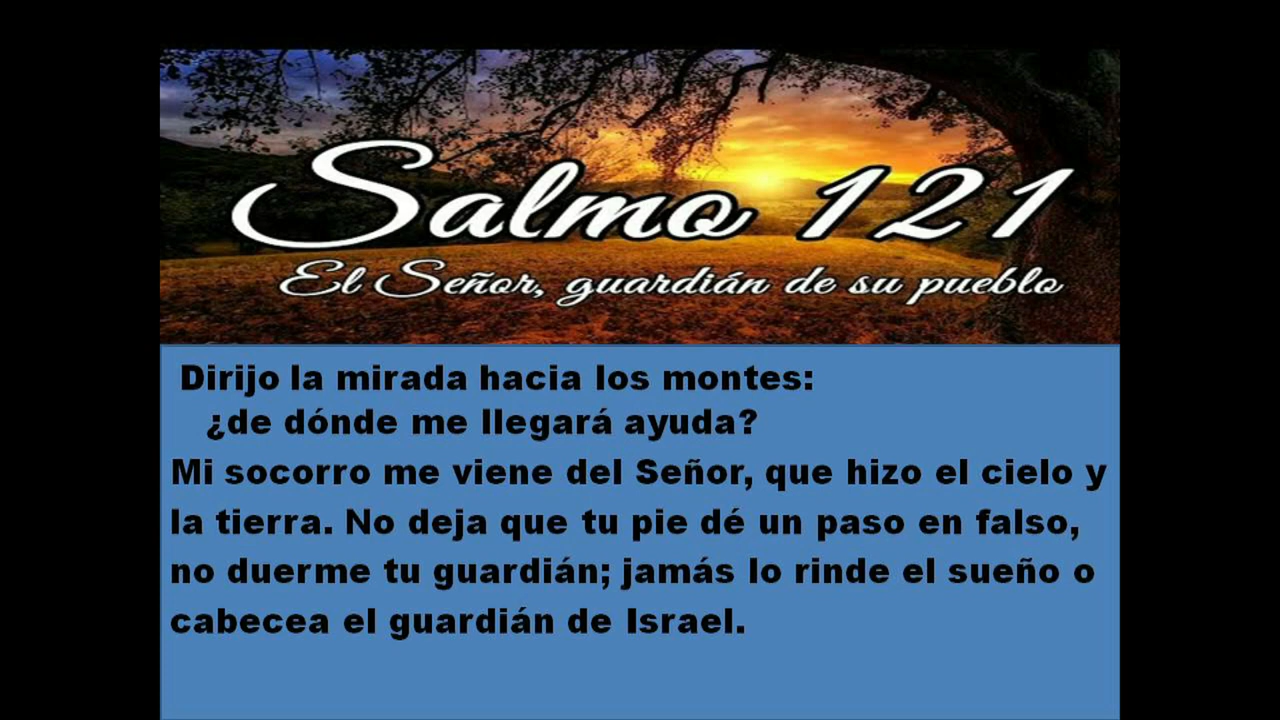 Salmo 121
El Señor, guardián de su pueblo
Dirijo la mirada hacia los montes:
¿de dónde me llegará ayuda?
Mi socorro me viene del Señor, que hizo el cielo y
la tierra. No deja que tu pie dé un paso en falso,
no duerme tu guardián; jamás lo rinde el sueño o
cabecea el guardián de Israel.